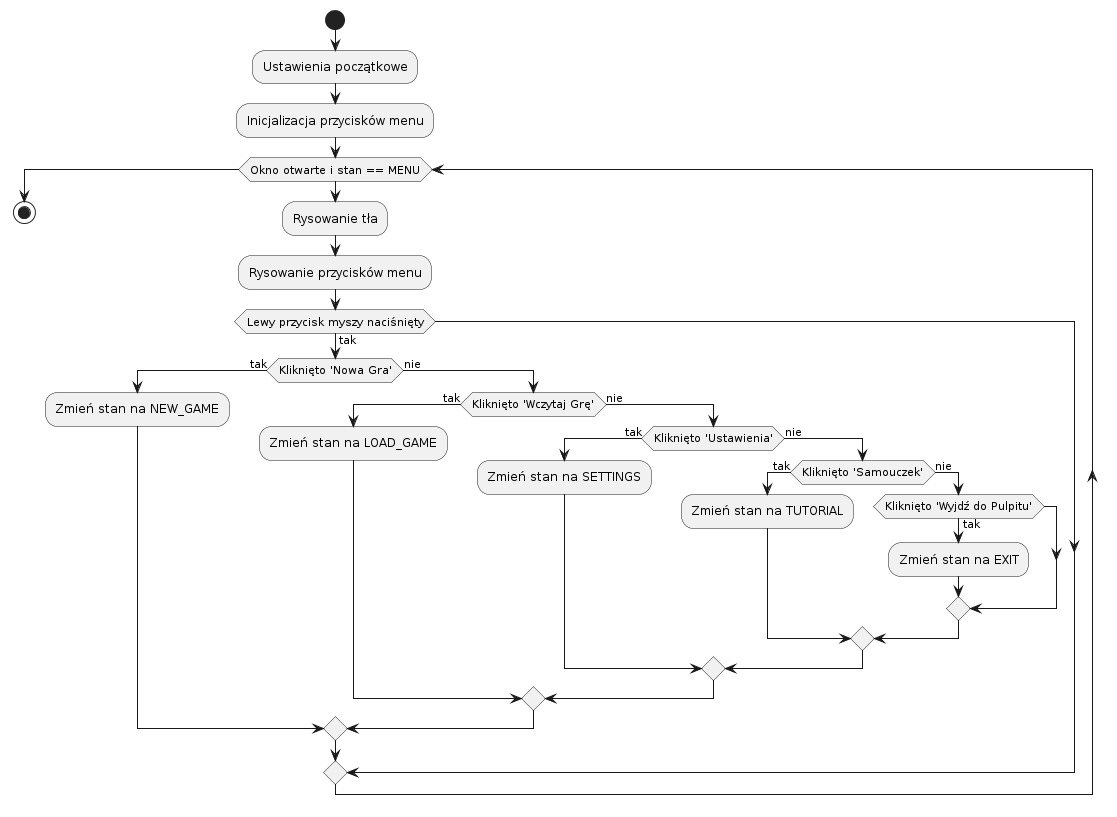 Ustawienia początkowe
Inicjalizacja przycisków menu
Okno otwarte i stan == MENU
Rysowanie tła
Rysowanie przycisków menu
Lewy przycisk myszy naciśnięty
tak
tak
Kliknięto 'Nowa Gra'
nie
Zmień stan na NEW_GAME
tak
Kliknięto 'Wczytaj Grę'
nie
Zmień stan na LOAD_GAME
tak
Kliknięto 'Ustawienia'
nie
Zmień stan na SETTINGS
tak
Kliknięto 'Samouczek'
nie
Zmień stan na TUTORIAL
Kliknięto 'Wyjdź do Pulpitu'
tak
Zmień stan na EXIT